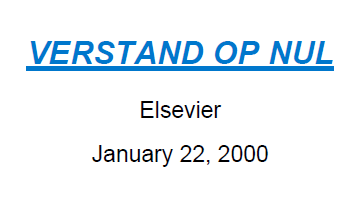 VERSTAND OP NUL
Elsevier
January 22, 2000